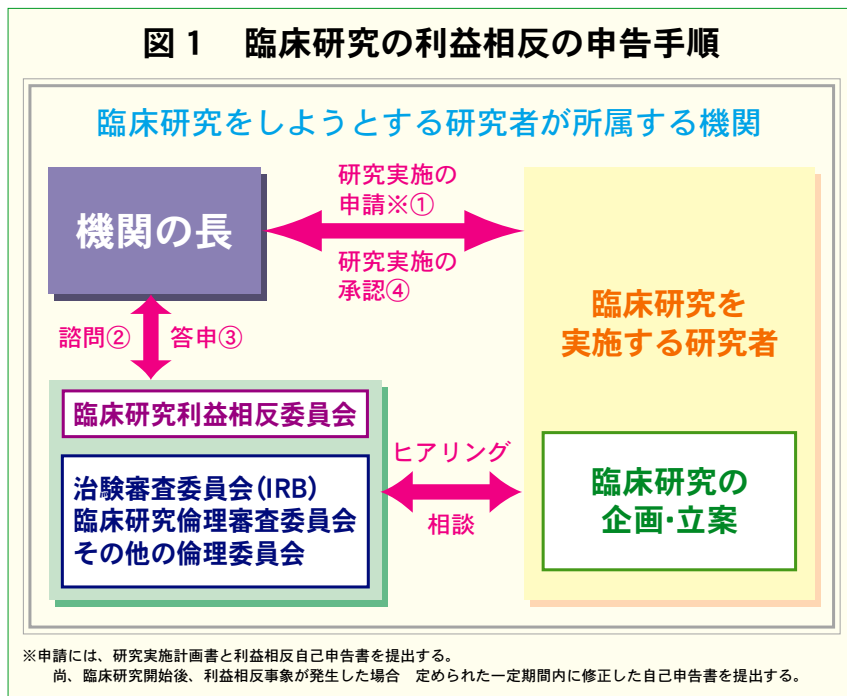 図1 臨床研究の利益相反の申告手順
臨床研究をしようとする研究者が所属する機関
機関の長
研究実施の
申請※①
研究実施の
承認④
諮問② 答申③
臨床研究を
実施する研究者
臨床研究利益相反委員会
治験審査委員会(IRB)
臨床研究倫理審査委員会
その他の倫理委員会
ヒアリング
相談
臨床研究の
企画・立案
※申請には、研究実施計画書と利益相反自己申告書を提出する。
尚、臨床研究開始後、利益相反事象が発生した場合 定められた一定期間内に修正した自己申告書を提出する。